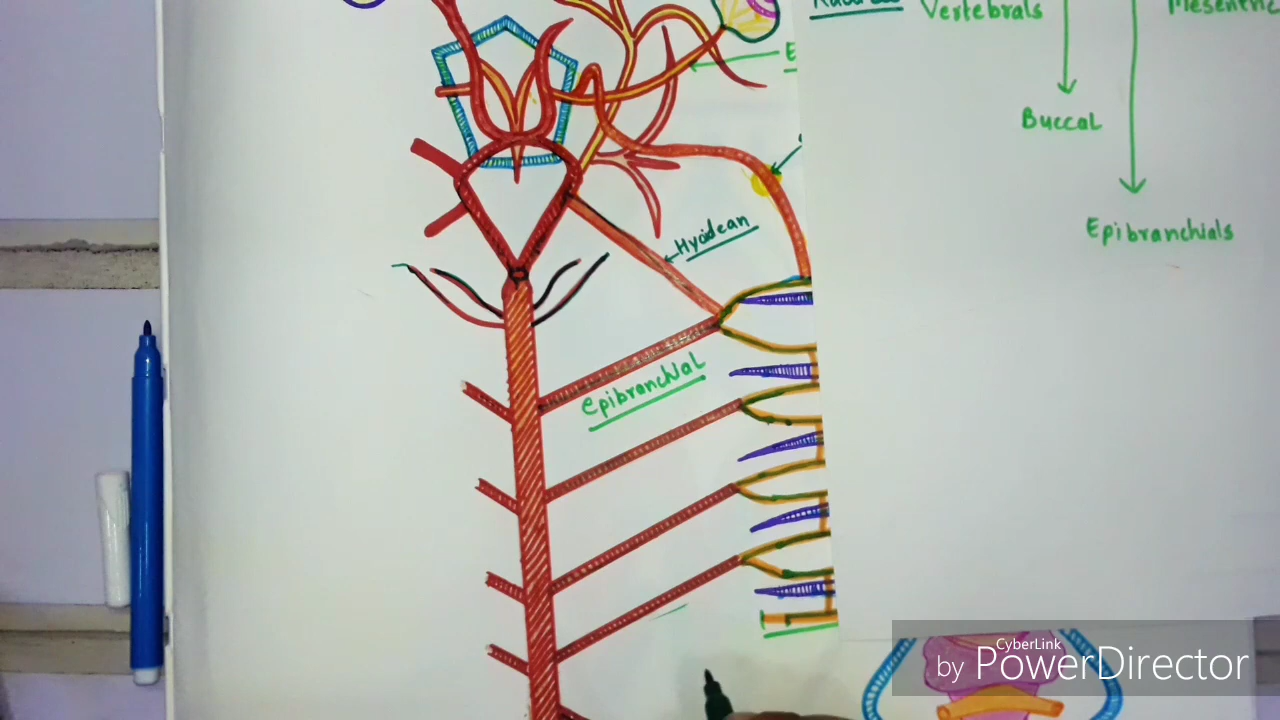 Vertebrals
Buccal
Epibranchials
Hyoidean
Epibranchial
CyberLink
by PowerDirector